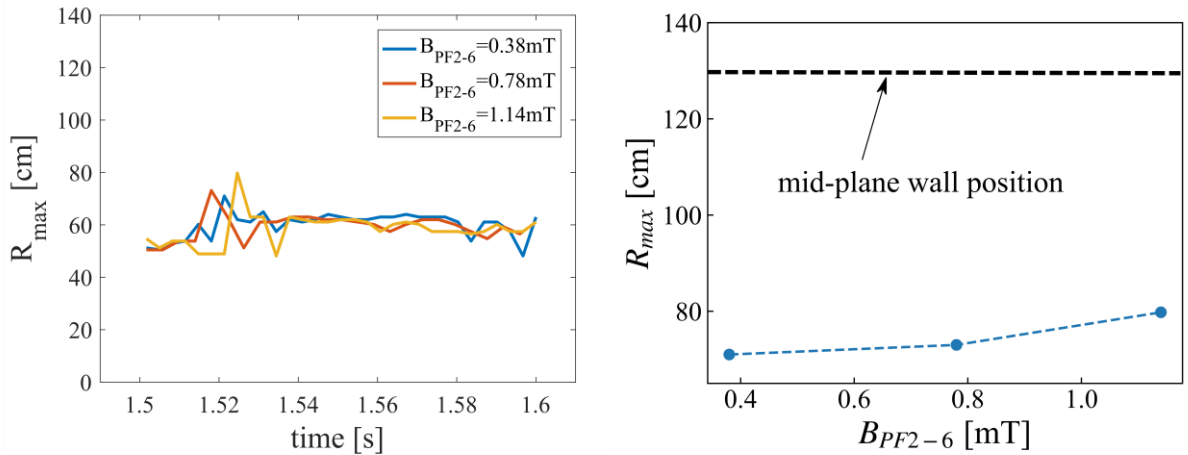 140
120
100
80
60
40
20
0
R_max [cm]
B_PF2-6=0.38mT
B_PF2-6=0.78mT
B_PF2-6=1.14mT
1.5 1.52 1.54 1.56 1.58 1.6
time [s]
140
120
100
80
R_max [cm]
mid-plane wall position
0.4 0.6 0.8 1.0
B_PF2-6 [mT]